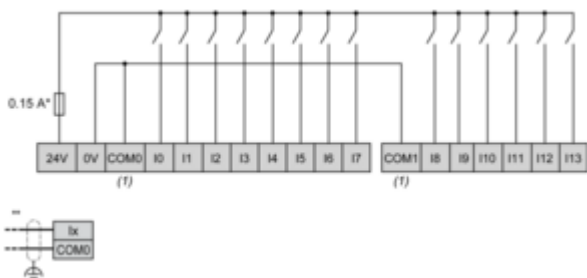 0.15 A*
24V 0V COM0 I0 I1 I2 I3 I4 I5 I6 I7 COM1 I8 I9 I10 I11 I12 I13
(1) (1)
**
Ix
COM0